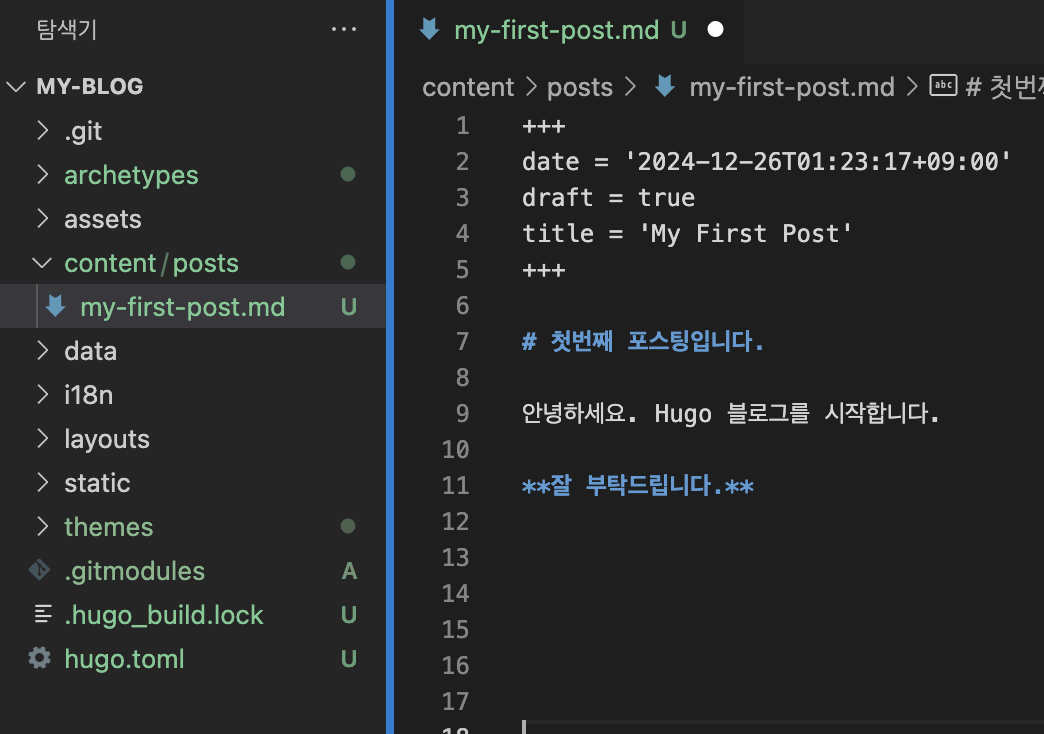 탐색기 ···
MY-BLOG
.git
archetypes
assets
content/posts
my-first-post.md U
data
i18n
layouts
static
themes
.gitmodules A
.hugo_build.lock U
hugo.toml U
my-first-post.md U
content > posts > my-first-post.md > abc # 첫번째
1 +++
2 date = '2024-12-26T01:23:17+09:00'
3 draft = true
4 title = 'My First Post'
5 +++
6
7 # 첫번째 포스팅입니다.
8
9 안녕하세요. Hugo 블로그를 시작합니다.
10
11 **잘 부탁드립니다.**
12
13
14
15
16
17
18